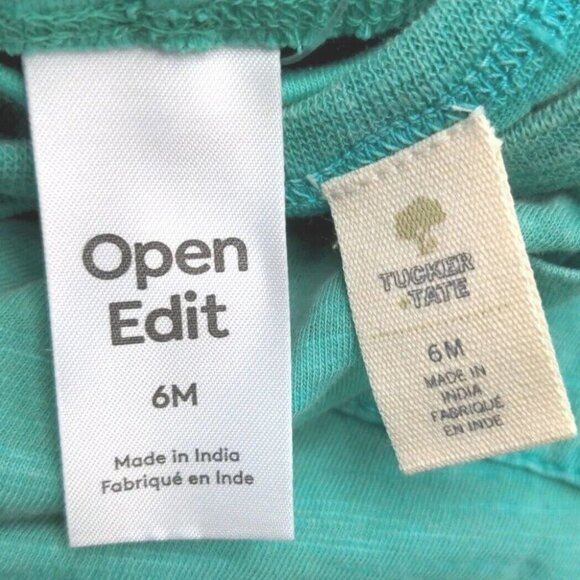 Open
Edit
6M
Made in India
Fabriqué en Inde
TUCKER
+TATE
6M
MADE IN
INDIA
FABRIQUÉ
EN INDE